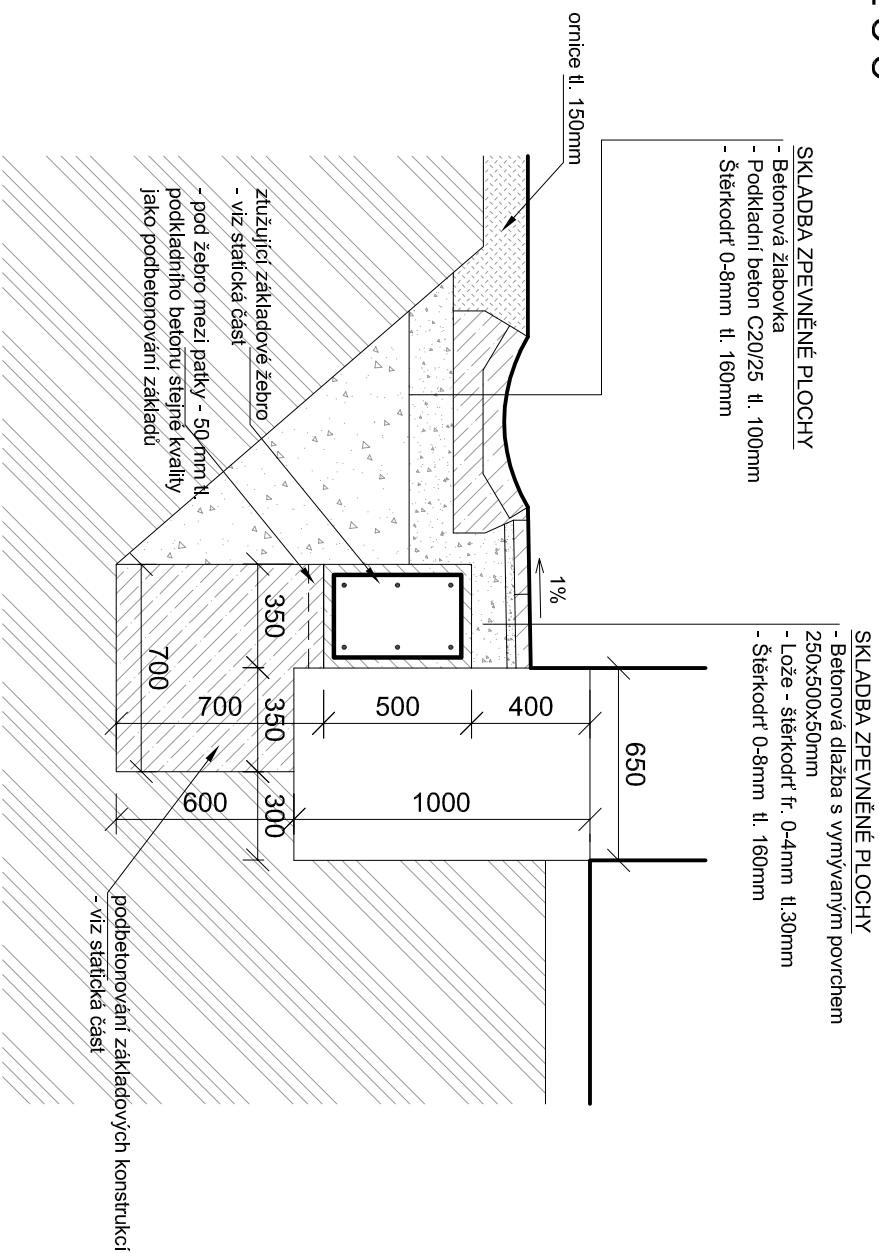 SKLADBA ZPEVNĚNÉ PLOCHY
- Betonová žlabovka
- Podkladní beton C20/25 tl. 100mm
- Štěrkodrť 0-8mm tl. 160mm
SKLADBA ZPEVNĚNÉ PLOCHY
- Betonová dlažba s vymývaným povrchem
250x500x50mm
- Lože - štěrkodrť fr. 0-4mm tl.30mm
- Štěrkodrť 0-8mm tl. 160mm
ornice tl. 150mm
1%
650
400
500
700
1000
600
350
350
300
700
ztužující základové žebro
- viz statická část
- pod žebro mezi patky - 50 mm tl.
podkladního betonu stejné kvality
jako podbetonování základů
podbetonování základových konstrukcí
- viz statická část